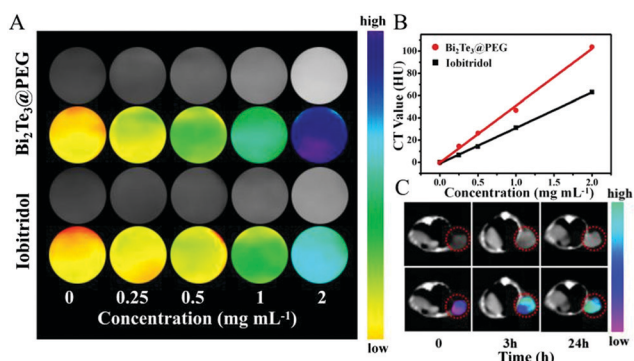 A
high
Bi₂Te₃@PEG
Iobitridol
0 0.25 0.5 1 2
Concentration (mg mL⁻¹)
low
B
CT Value (HU)
100
80
60
40
20
0
Bi₂Te₃@PEG
Iobitridol
0.0 0.5 1.0 1.5 2.0
Concentration (mg mL⁻¹)
C
high
0 3h 24h
Time (h)
low